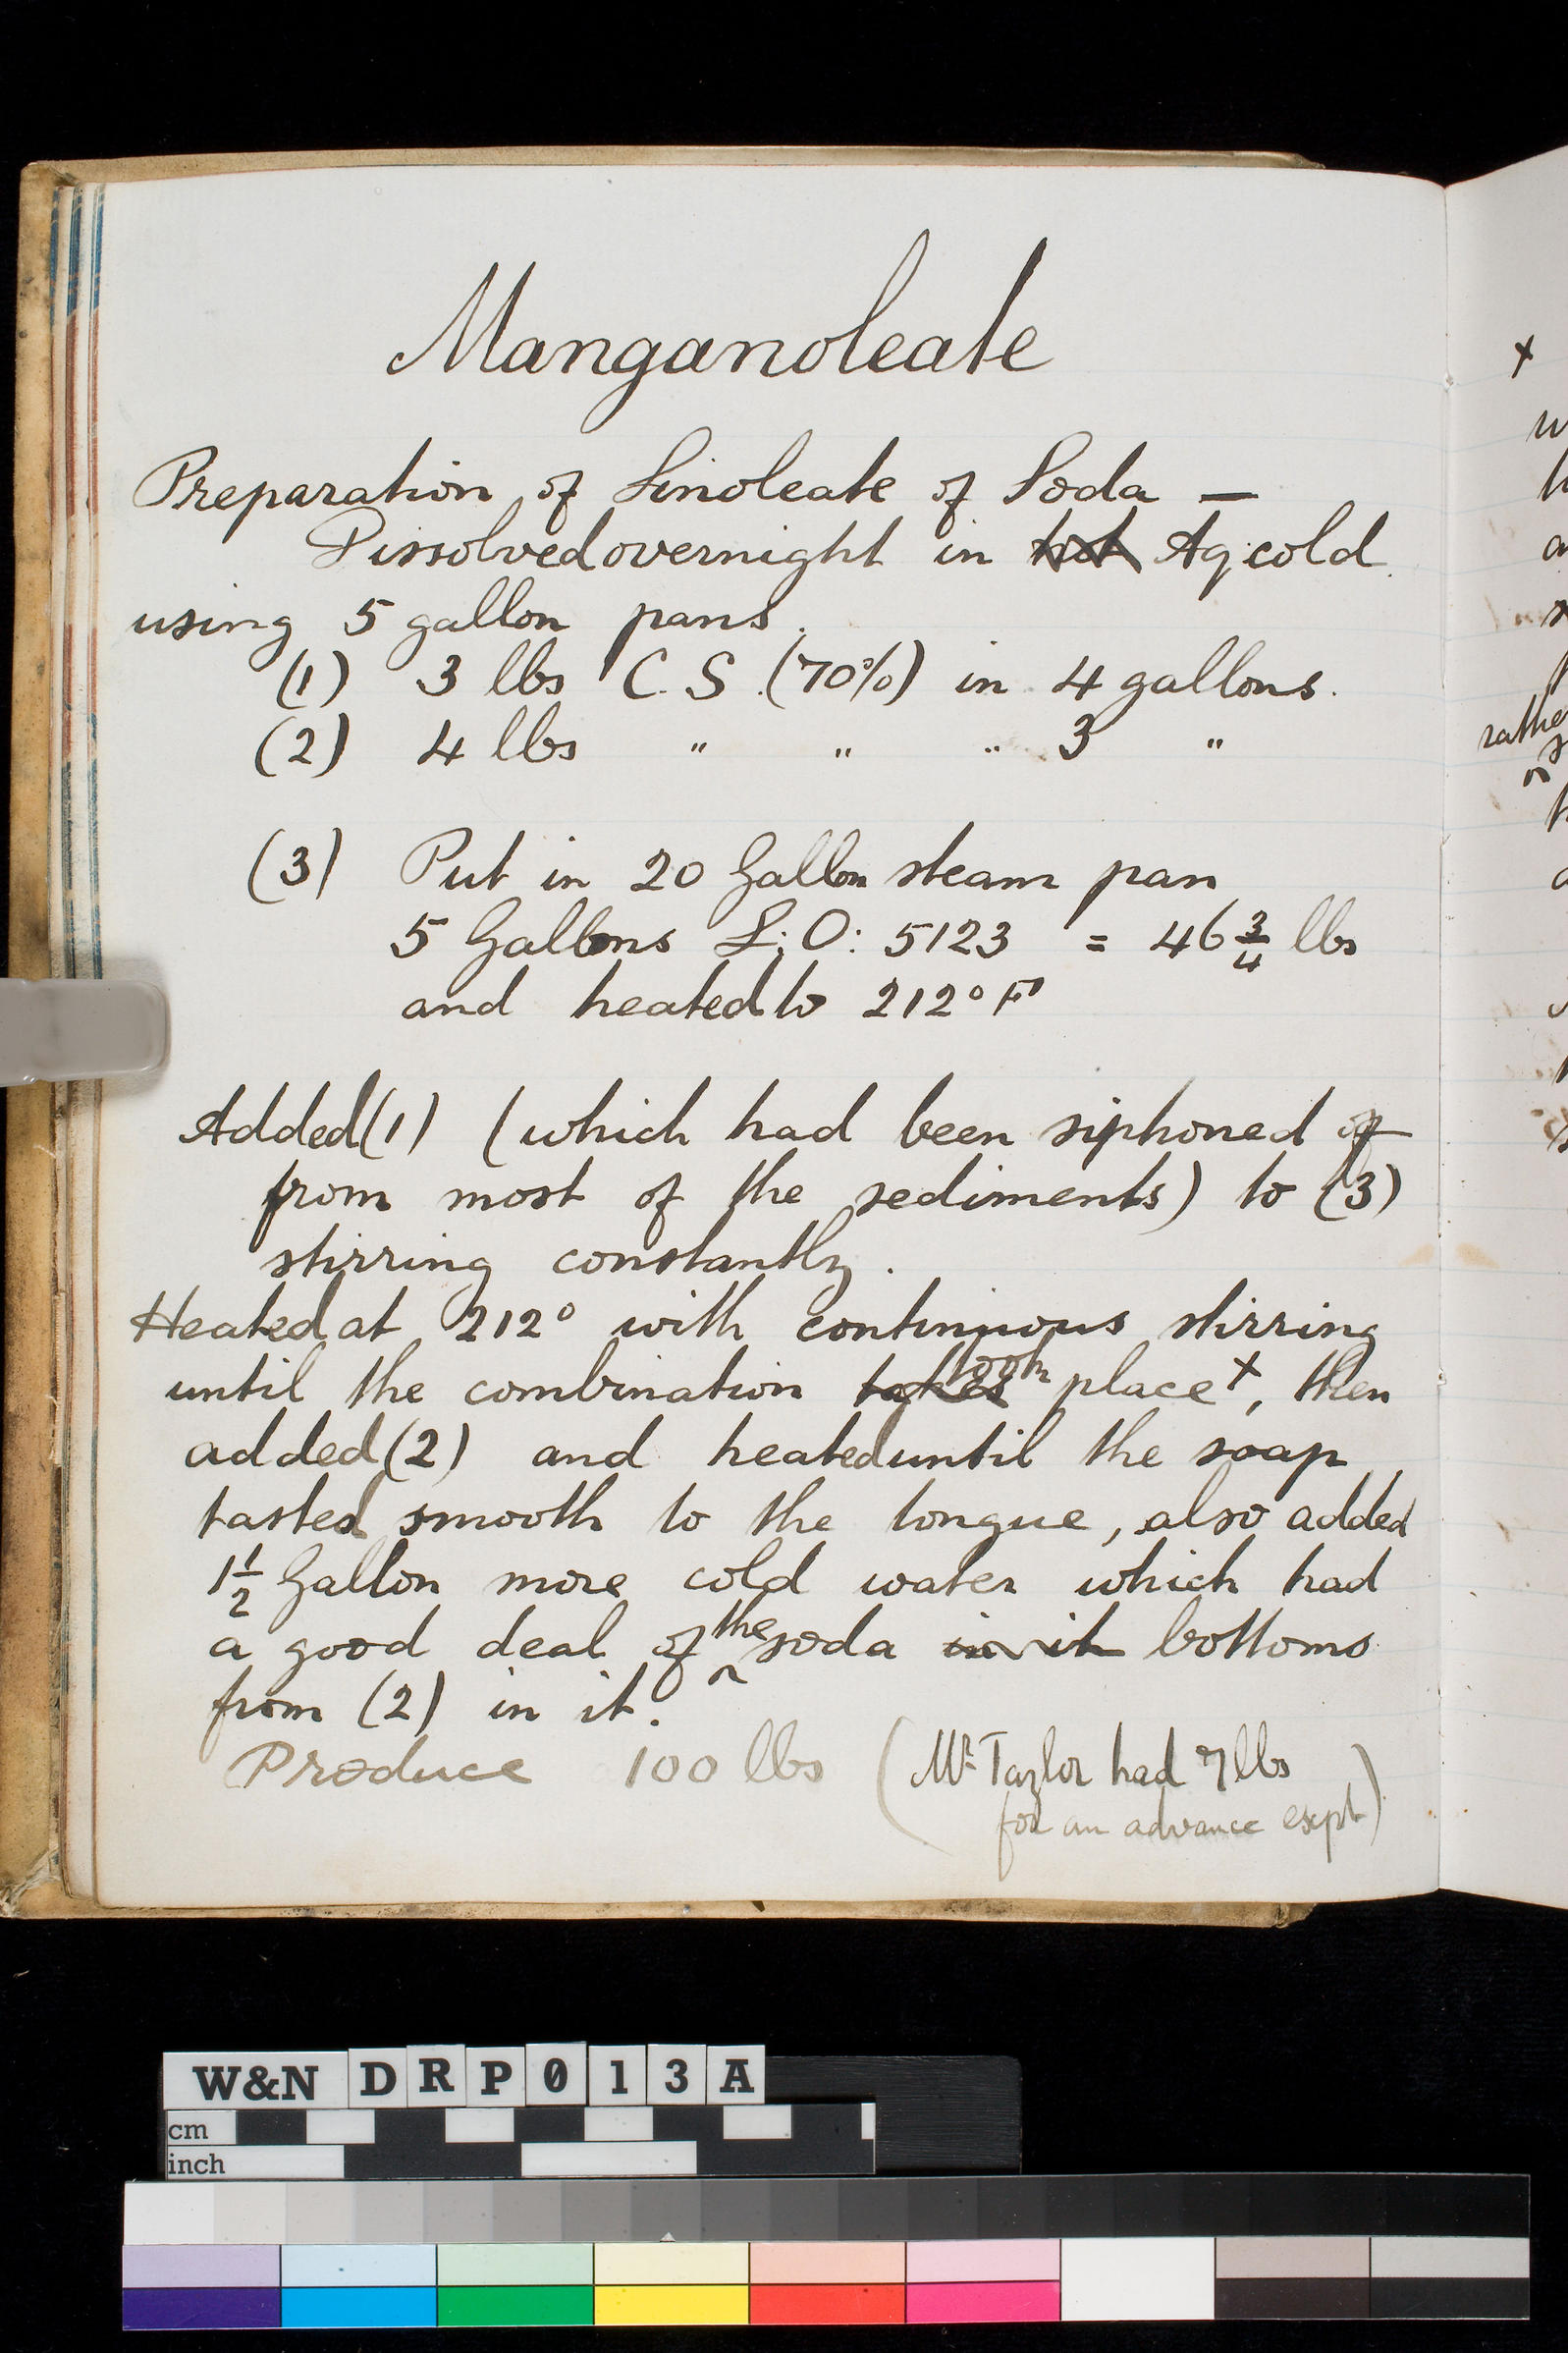 Manganoleate
Preparation of Linoleate of Soda —
Dissolved overnight in hot Aq: cold
using 5 gallon pans.
(1) 3 lbs C.S. (70%) in 4 gallons.
(2) 4 lbs " " " 3 "
(3) Put in 20 Gallon steam pan
5 Gallons L:O: 5123 = 46 3/4 lbs
and heated to 212° F
Added (1) (which had been siphoned off
from most of the sediments) to (3)
stirring constantly.
Heated at 212° with continuous stirring
until the combination takes took place +, then
added (2) and heated until the soap
tasted smooth to the tongue, also added
1 1/2 Gallon more cold water which had
a good deal of the soda in it bottoms
from (2) in it.
Produce 100 lbs (Mr Taylor had 7 lbs
for an advance expt)
+
rather
W&N DRP013A
cm
inch